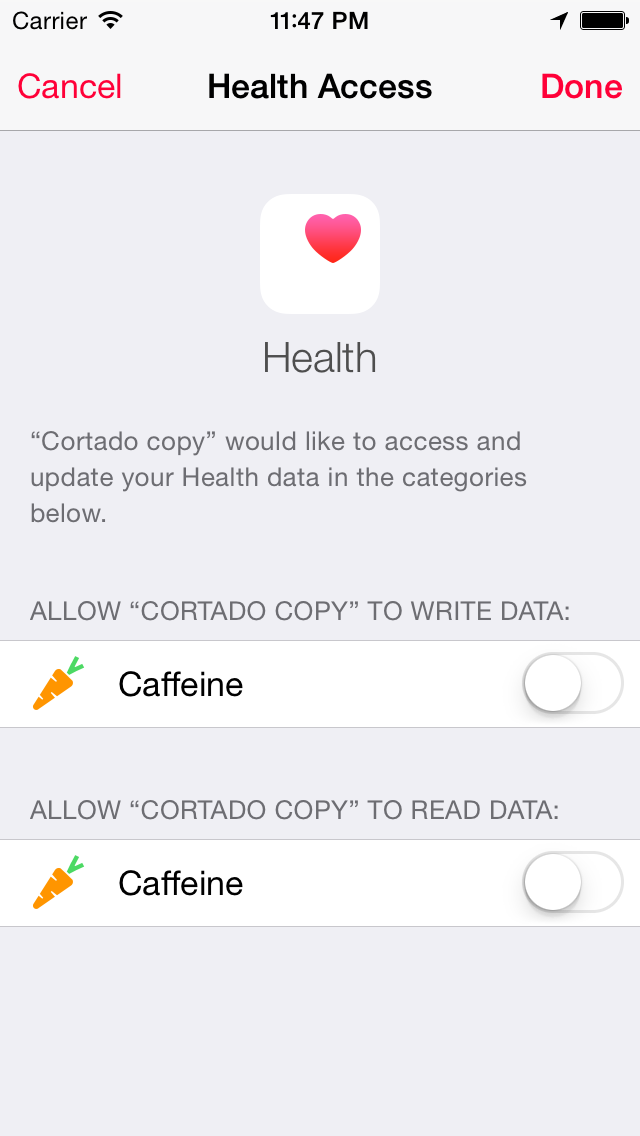 Carrier 11:47 PM
Cancel Health Access Done
Health
“Cortado copy” would like to access and
update your Health data in the categories
below.
ALLOW “CORTADO COPY” TO WRITE DATA:
Caffeine
ALLOW “CORTADO COPY” TO READ DATA:
Caffeine